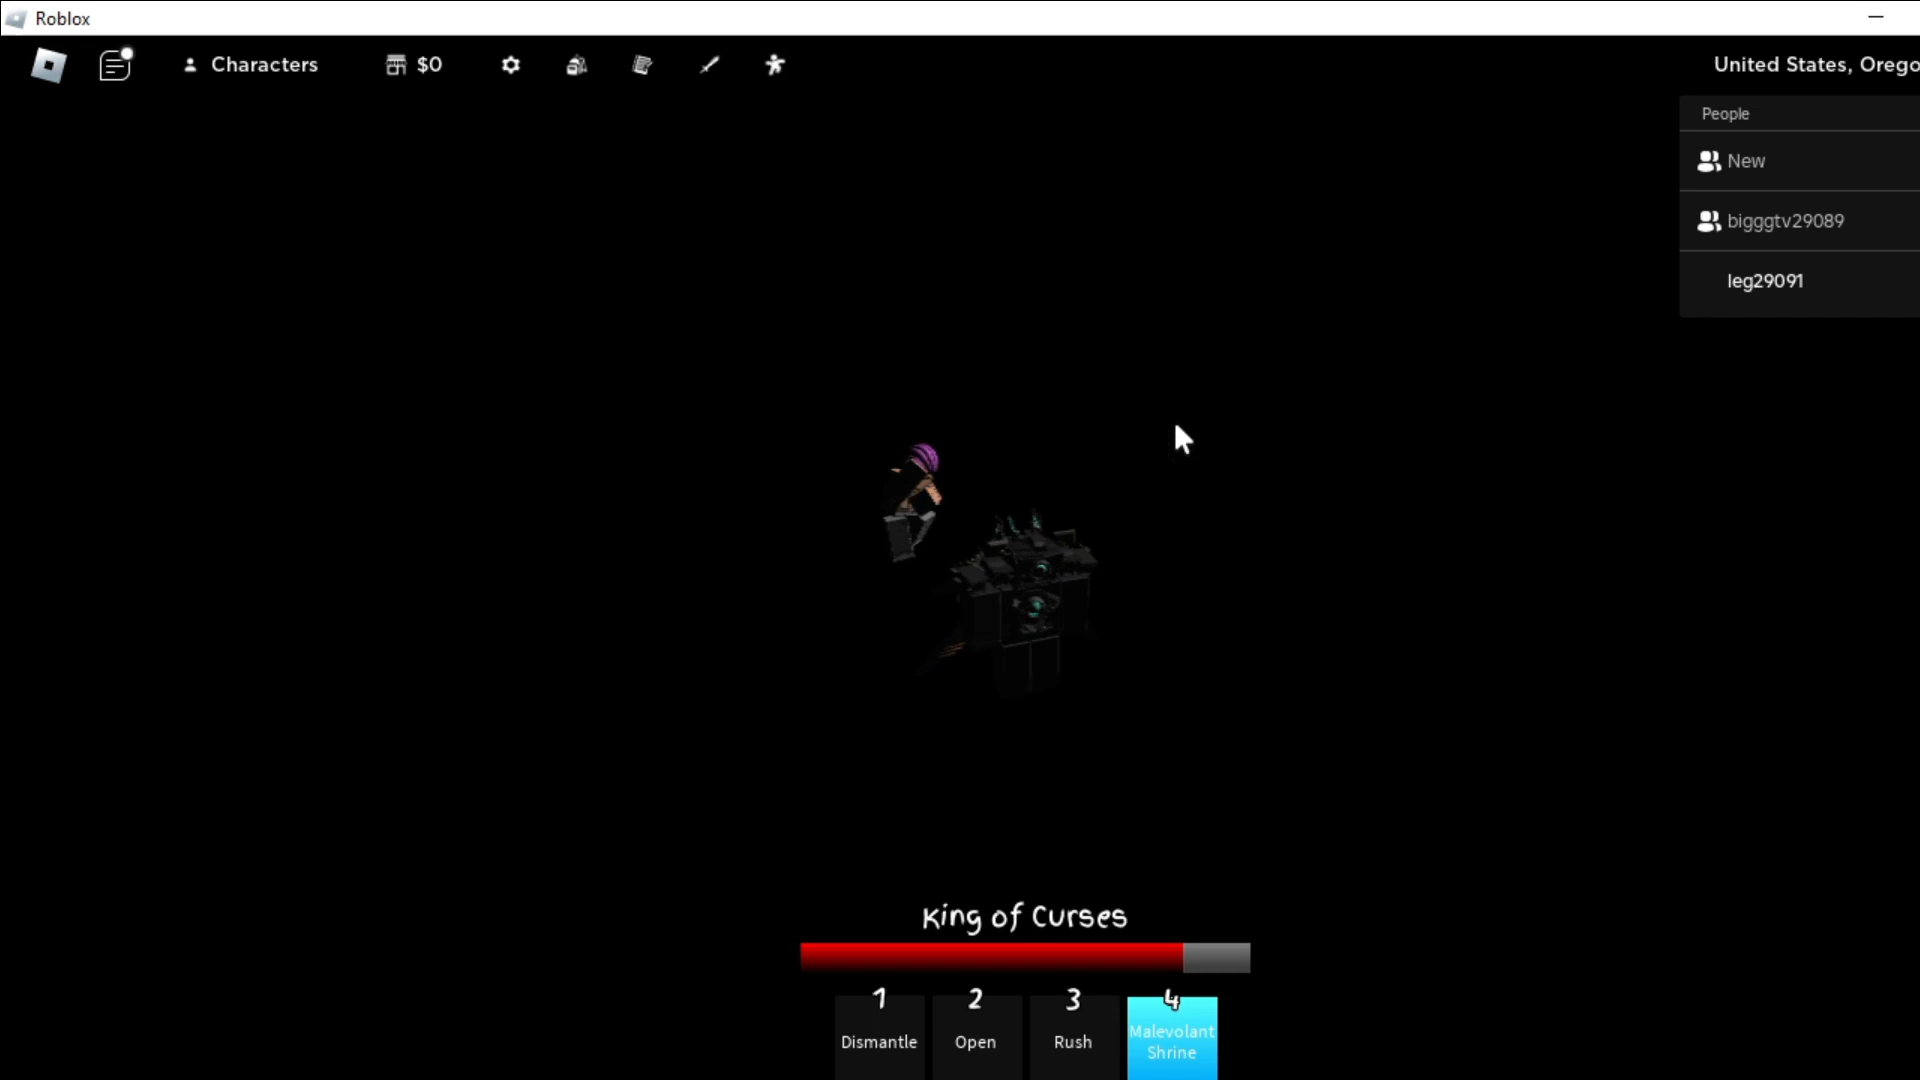 Roblox
Characters
$0
United States, Orego
People
New
bigggtv29089
leg29091
King of Curses
1
2
3
4
Dismantle
Open
Rush
Malevolant
Shrine